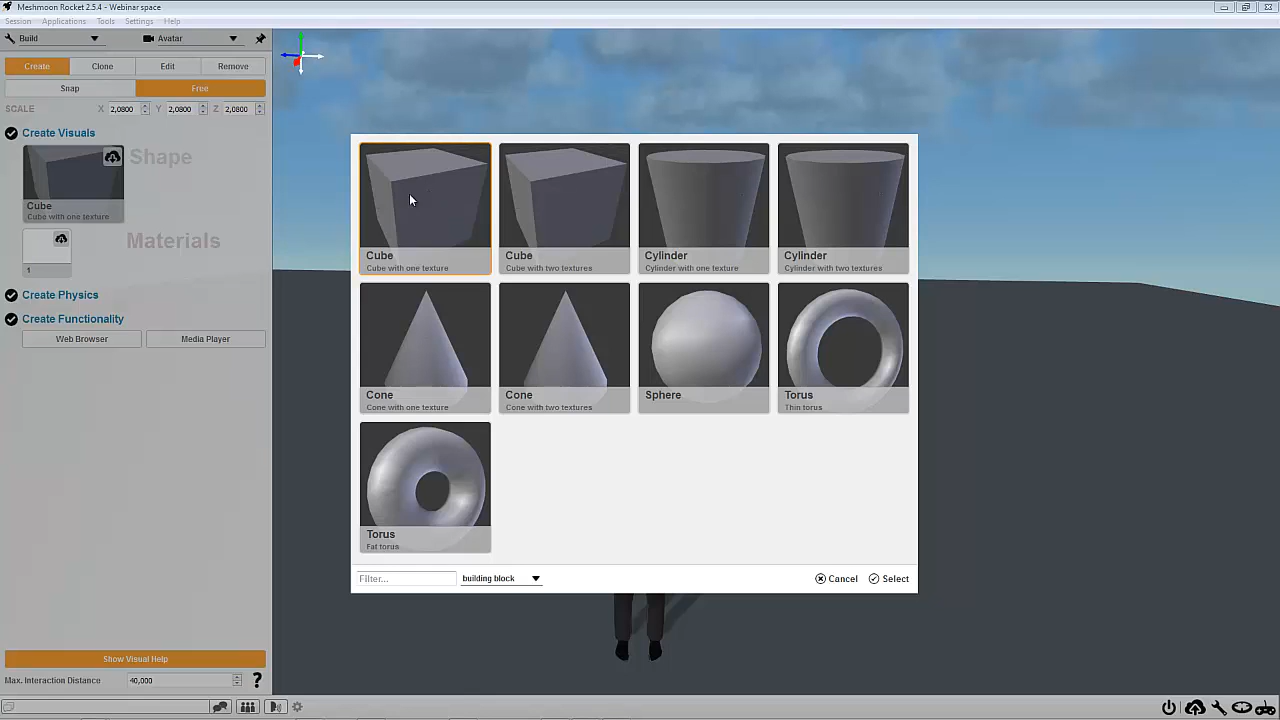 Meshmoon Rocket 2.5.4 - Webinar space
Session Applications Tools Settings Help
Build Avatar
Create Clone Edit Remove
Snap Free
SCALE X 2,0800 Y 2,0800 Z 2,0800
Create Visuals
Shape
Cube
Cube with one texture
Materials
1
Create Physics
Create Functionality
Web Browser Media Player
Cube
Cube with one texture
Cube
Cube with two textures
Cylinder
Cylinder with one texture
Cylinder
Cylinder with two textures
Cone
Cone with one texture
Cone
Cone with two textures
Sphere
Torus
Thin torus
Torus
Fat torus
Filter... building block Cancel Select
Show Visual Help
Max. Interaction Distance 40,000 ?